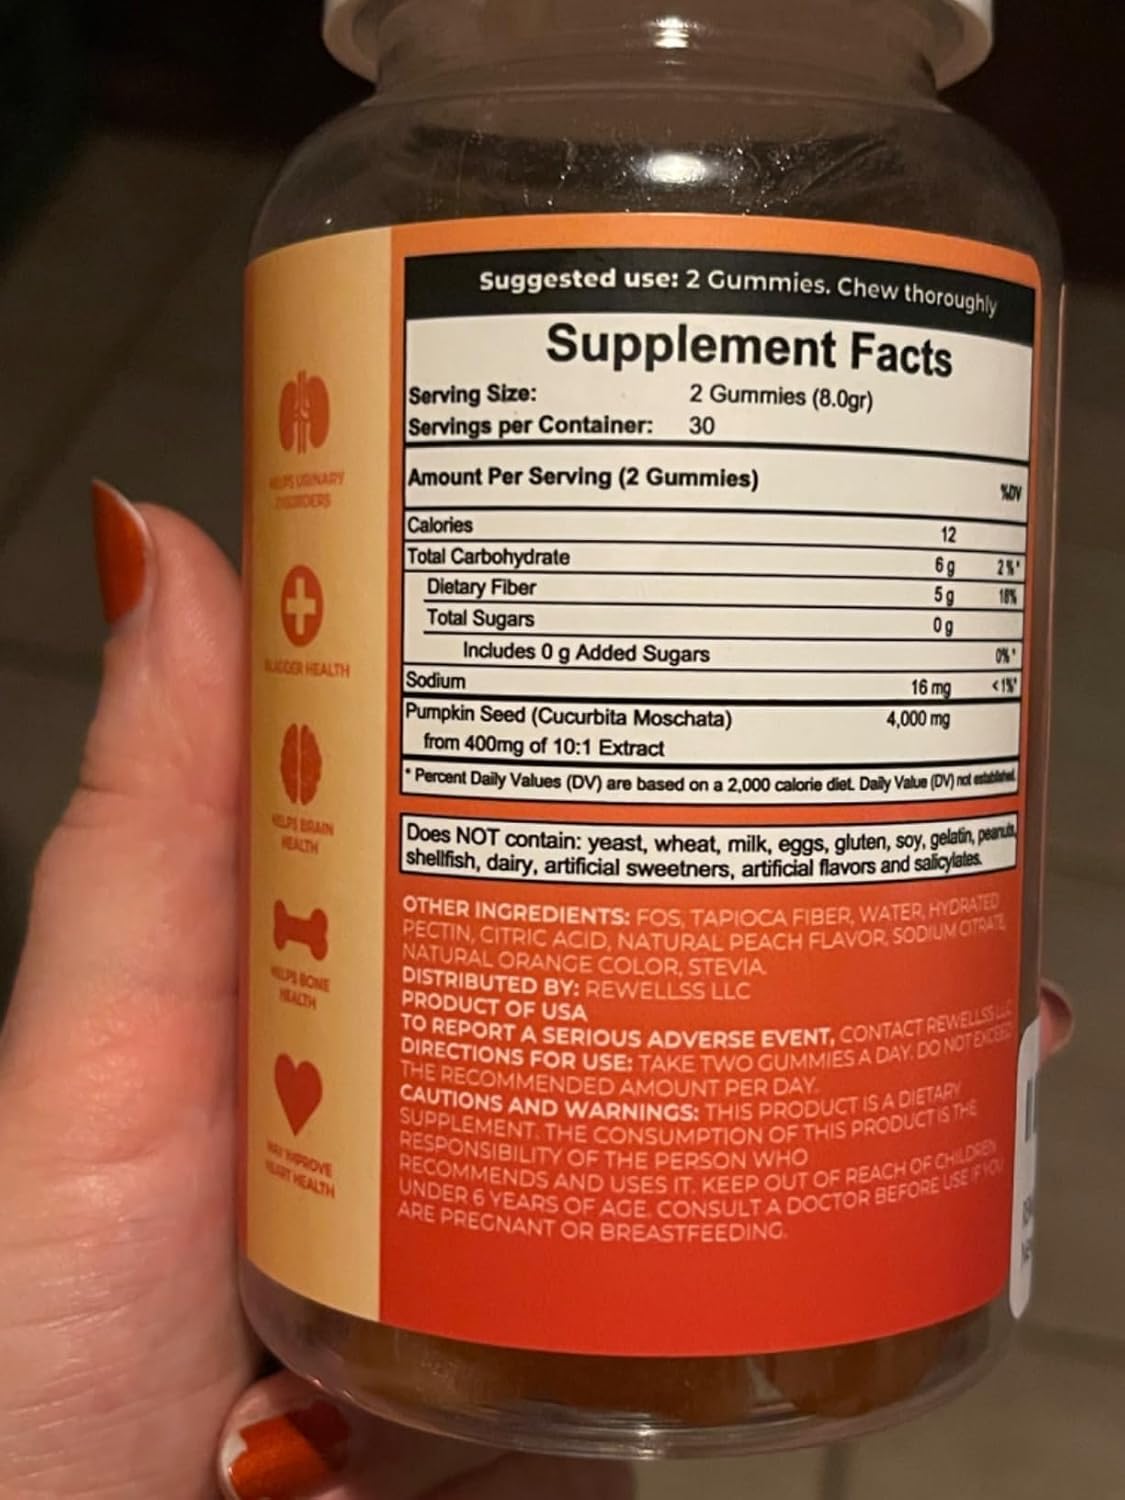 Suggested use: 2 Gummies. Chew thoroughly
Supplement Facts
Serving Size: 2 Gummies (8.0gr)
Servings per Container: 30
Amount Per Serving (2 Gummies)
%DV
Calories 12
Total Carbohydrate 6 g 2%*
Dietary Fiber 5 g 18%
Total Sugars 0 g
Includes 0 g Added Sugars 0%*
Sodium 16 mg <1%*
Pumpkin Seed (Cucurbita Moschata) 4,000 mg
from 400mg of 10:1 Extract
* Percent Daily Values (DV) are based on a 2,000 calorie diet. Daily Value (DV) not established.
Does NOT contain: yeast, wheat, milk, eggs, gluten, soy, gelatin, peanuts,
shellfish, dairy, artificial sweetners, artificial flavors and salicylates.
OTHER INGREDIENTS: FOS, TAPIOCA FIBER, WATER, HYDRATED
PECTIN, CITRIC ACID, NATURAL PEACH FLAVOR, SODIUM CITRATE,
NATURAL ORANGE COLOR, STEVIA.
DISTRIBUTED BY: REWELLSS LLC
PRODUCT OF USA
TO REPORT A SERIOUS ADVERSE EVENT, CONTACT REWELLSS LLC
DIRECTIONS FOR USE: TAKE TWO GUMMIES A DAY. DO NOT EXCEED
THE RECOMMENDED AMOUNT PER DAY.
CAUTIONS AND WARNINGS: THIS PRODUCT IS A DIETARY
SUPPLEMENT. THE CONSUMPTION OF THIS PRODUCT IS THE
RESPONSIBILITY OF THE PERSON WHO
RECOMMENDS AND USES IT. KEEP OUT OF REACH OF CHILDREN
UNDER 6 YEARS OF AGE. CONSULT A DOCTOR BEFORE USE IF YOU
ARE PREGNANT OR BREASTFEEDING.
HELPS URINARY
DISORDERS
BLADDER HEALTH
HELPS BRAIN
HEALTH
HELPS BONE
HEALTH
MAY IMPROVE
HEART HEALTH